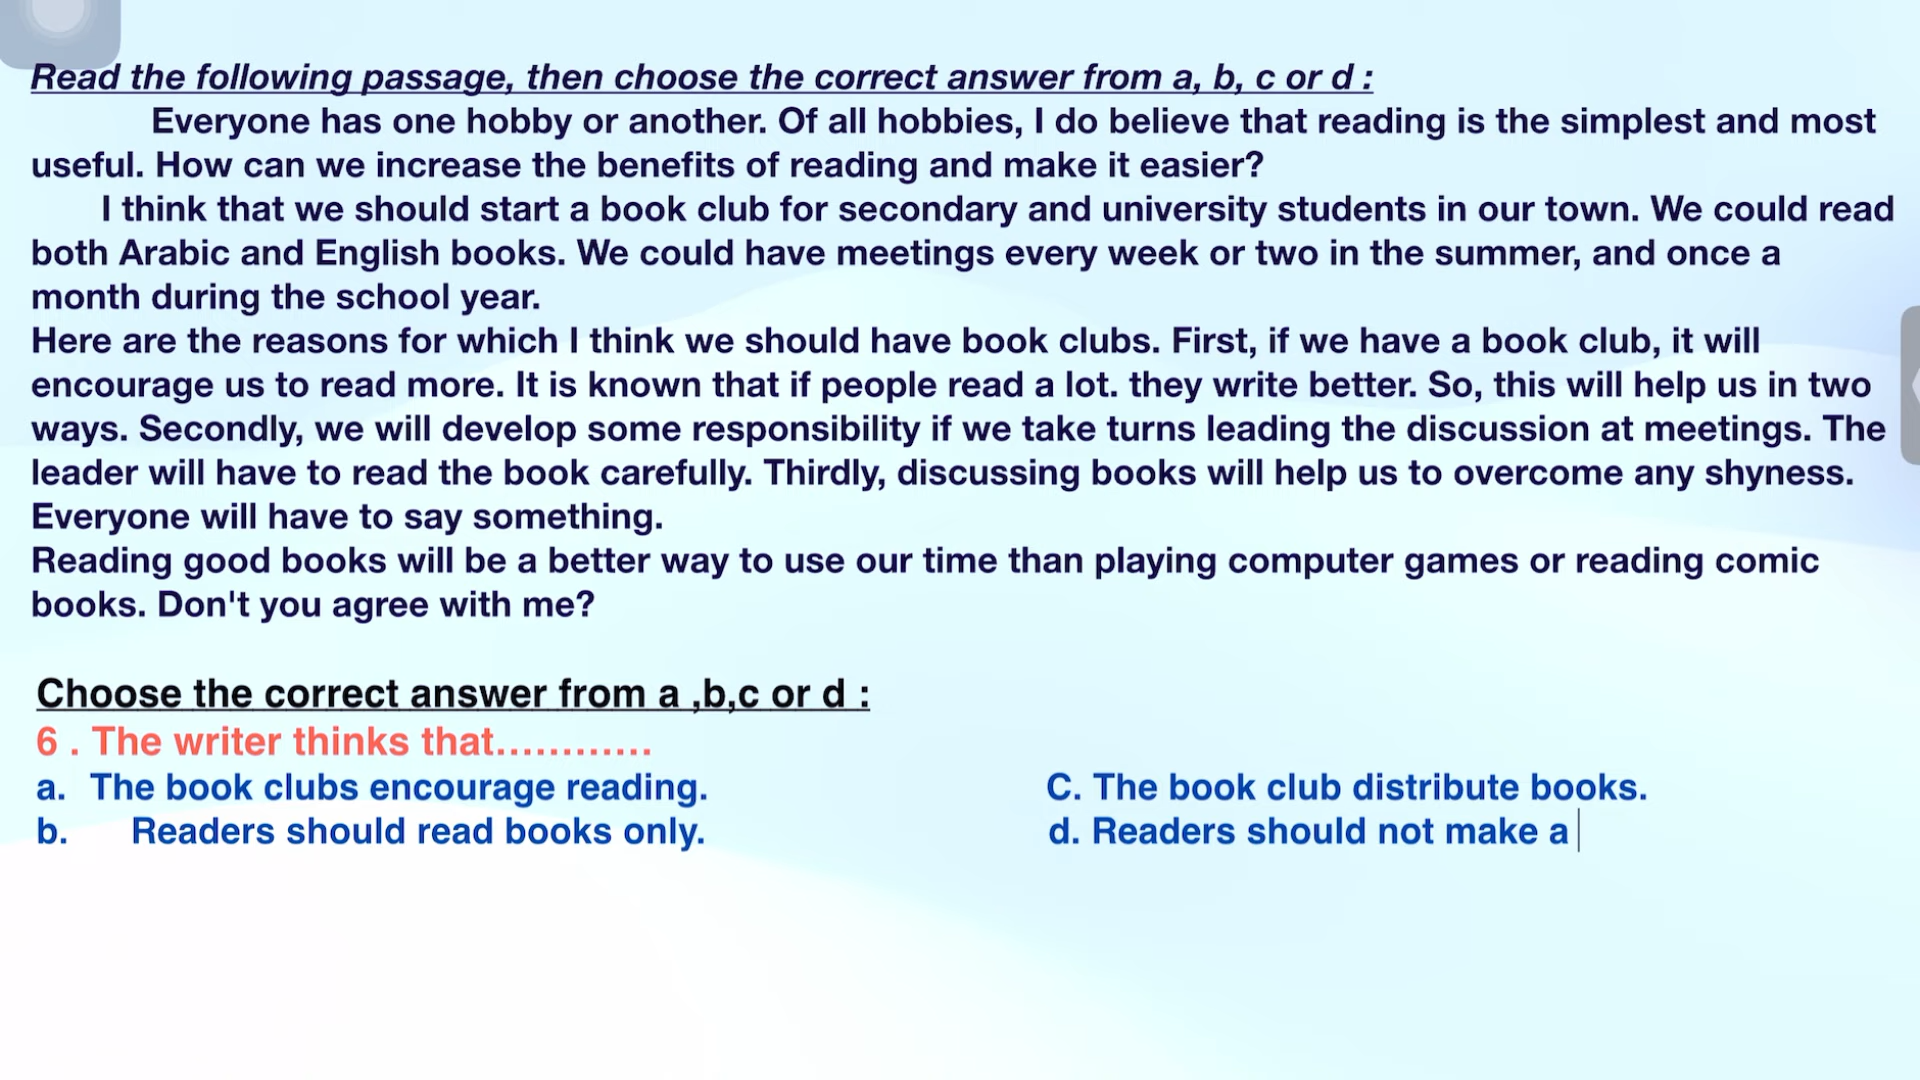 Read the following passage, then choose the correct answer from a, b, c or d :
Everyone has one hobby or another. Of all hobbies, I do believe that reading is the simplest and most
useful. How can we increase the benefits of reading and make it easier?
I think that we should start a book club for secondary and university students in our town. We could read
both Arabic and English books. We could have meetings every week or two in the summer, and once a
month during the school year.
Here are the reasons for which I think we should have book clubs. First, if we have a book club, it will
encourage us to read more. It is known that if people read a lot. they write better. So, this will help us in two
ways. Secondly, we will develop some responsibility if we take turns leading the discussion at meetings. The
leader will have to read the book carefully. Thirdly, discussing books will help us to overcome any shyness.
Everyone will have to say something.
Reading good books will be a better way to use our time than playing computer games or reading comic
books. Don't you agree with me?
Choose the correct answer from a ,b,c or d :
6 . The writer thinks that............
a. The book clubs encourage reading. C. The book club distribute books.
b. Readers should read books only. d. Readers should not make a